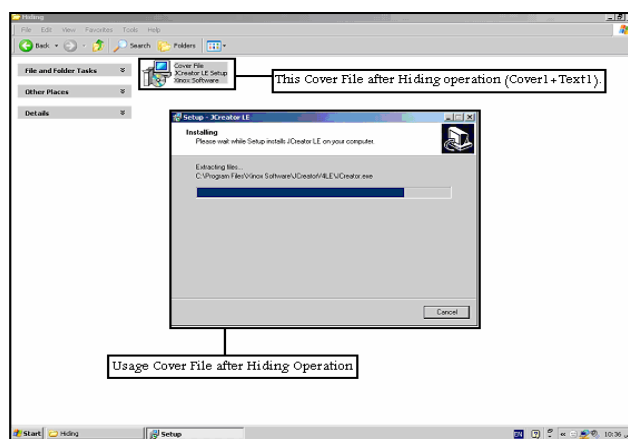 Hiding
File Edit View Favorites Tools Help
Back Search Folders
File and Folder Tasks
Other Places
Details
Cover File
JCreator LE Setup
Xinox Software
This Cover File after Hiding operation (Cover1+Text1).
Setup - JCreator LE
Installing
Please wait while Setup installs JCreator LE on your computer.
Extracting files...
C:\Program Files\Xinox Software\JCreatorV4LE\JCreator.exe
Cancel
Usage Cover File after Hiding Operation
Start Hiding Setup EN 10:36